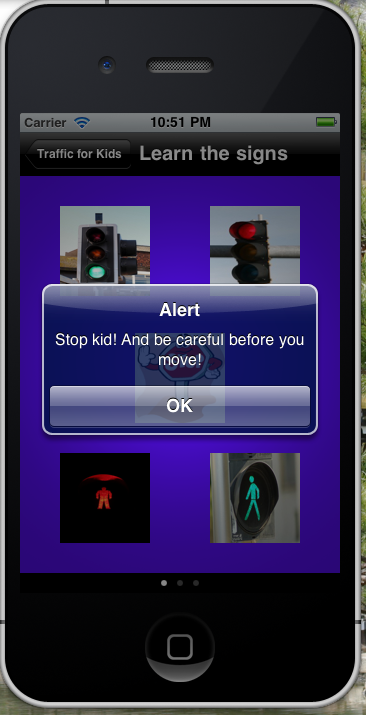 Carrier 10:51 PM
Traffic for Kids Learn the signs
Alert
Stop kid! And be careful before you
move!
OK